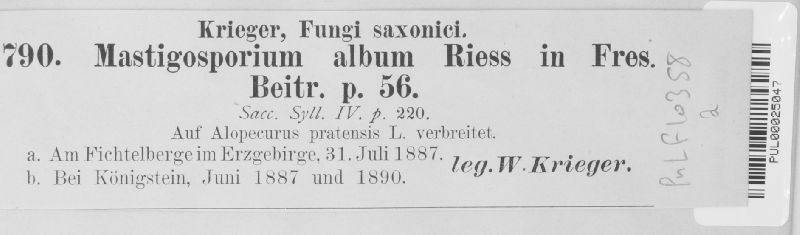 Krieger, Fungi saxonici.
790. Mastigosporium album Riess in Fres.
Beitr. p. 56.
Sacc. Syll. IV. p. 220.
Auf Alopecurus pratensis L. verbreitet.
a. Am Fichtelberge im Erzgebirge, 31. Juli 1887.
b. Bei Königstein, Juni 1887 und 1890.
leg. W. Krieger.
PULF10358
a
PUL00025047